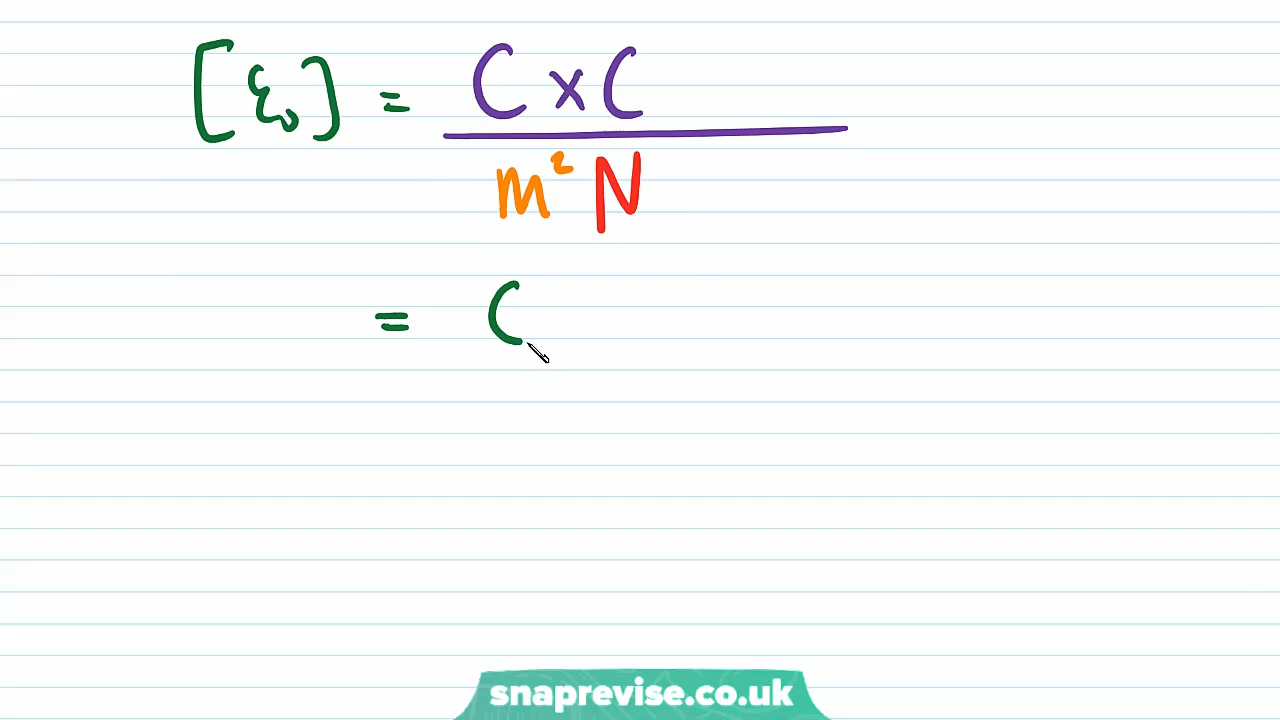 [ε₀] = C × C
m² N
= C
snaprevise.co.uk